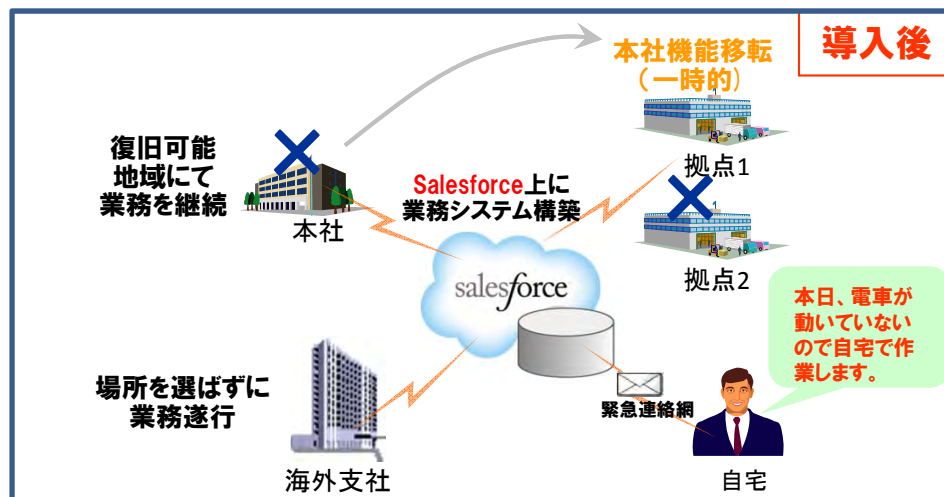 導入後
本社機能移転
（一時的）
復旧可能
地域にて
業務を継続
本社
Salesforce上に
業務システム構築
拠点1
拠点2
salesforce
本日、電車が
動いていない
ので自宅で作
業します。
場所を選ばずに
業務遂行
緊急連絡網
海外支社
自宅